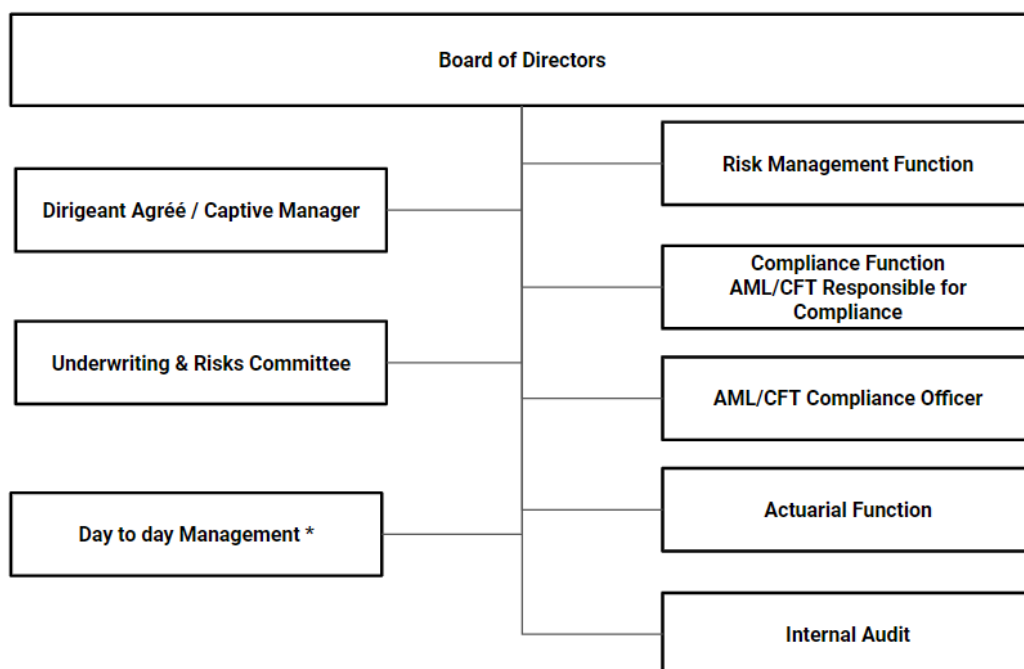 Board of Directors
Dirigeant Agréé / Captive Manager
Underwriting & Risks Committee
Day to day Management *
Risk Management Function
Compliance Function
AML/CFT Responsible for
Compliance
AML/CFT Compliance Officer
Actuarial Function
Internal Audit